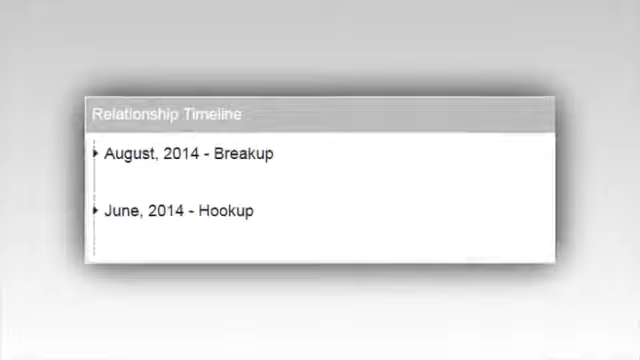 Relationship Timeline
August, 2014 - Breakup
June, 2014 - Hookup